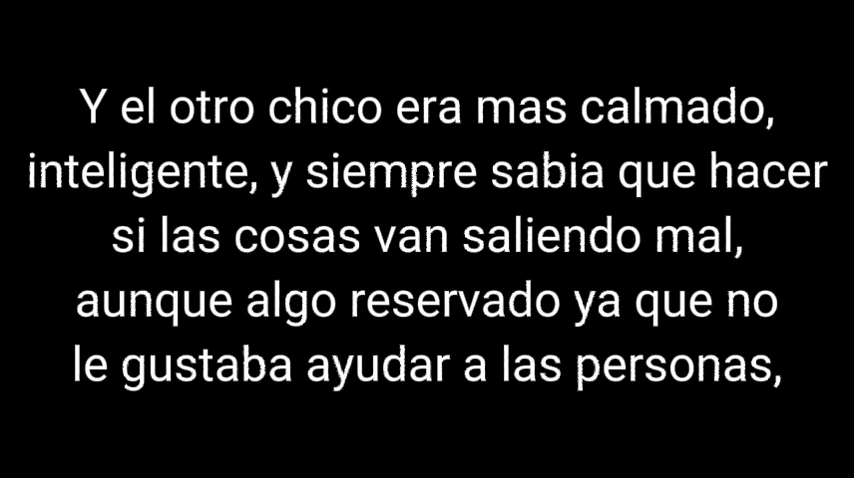 Y el otro chico era mas calmado,
inteligente, y siempre sabia que hacer
si las cosas van saliendo mal,
aunque algo reservado ya que no
le gustaba ayudar a las personas,